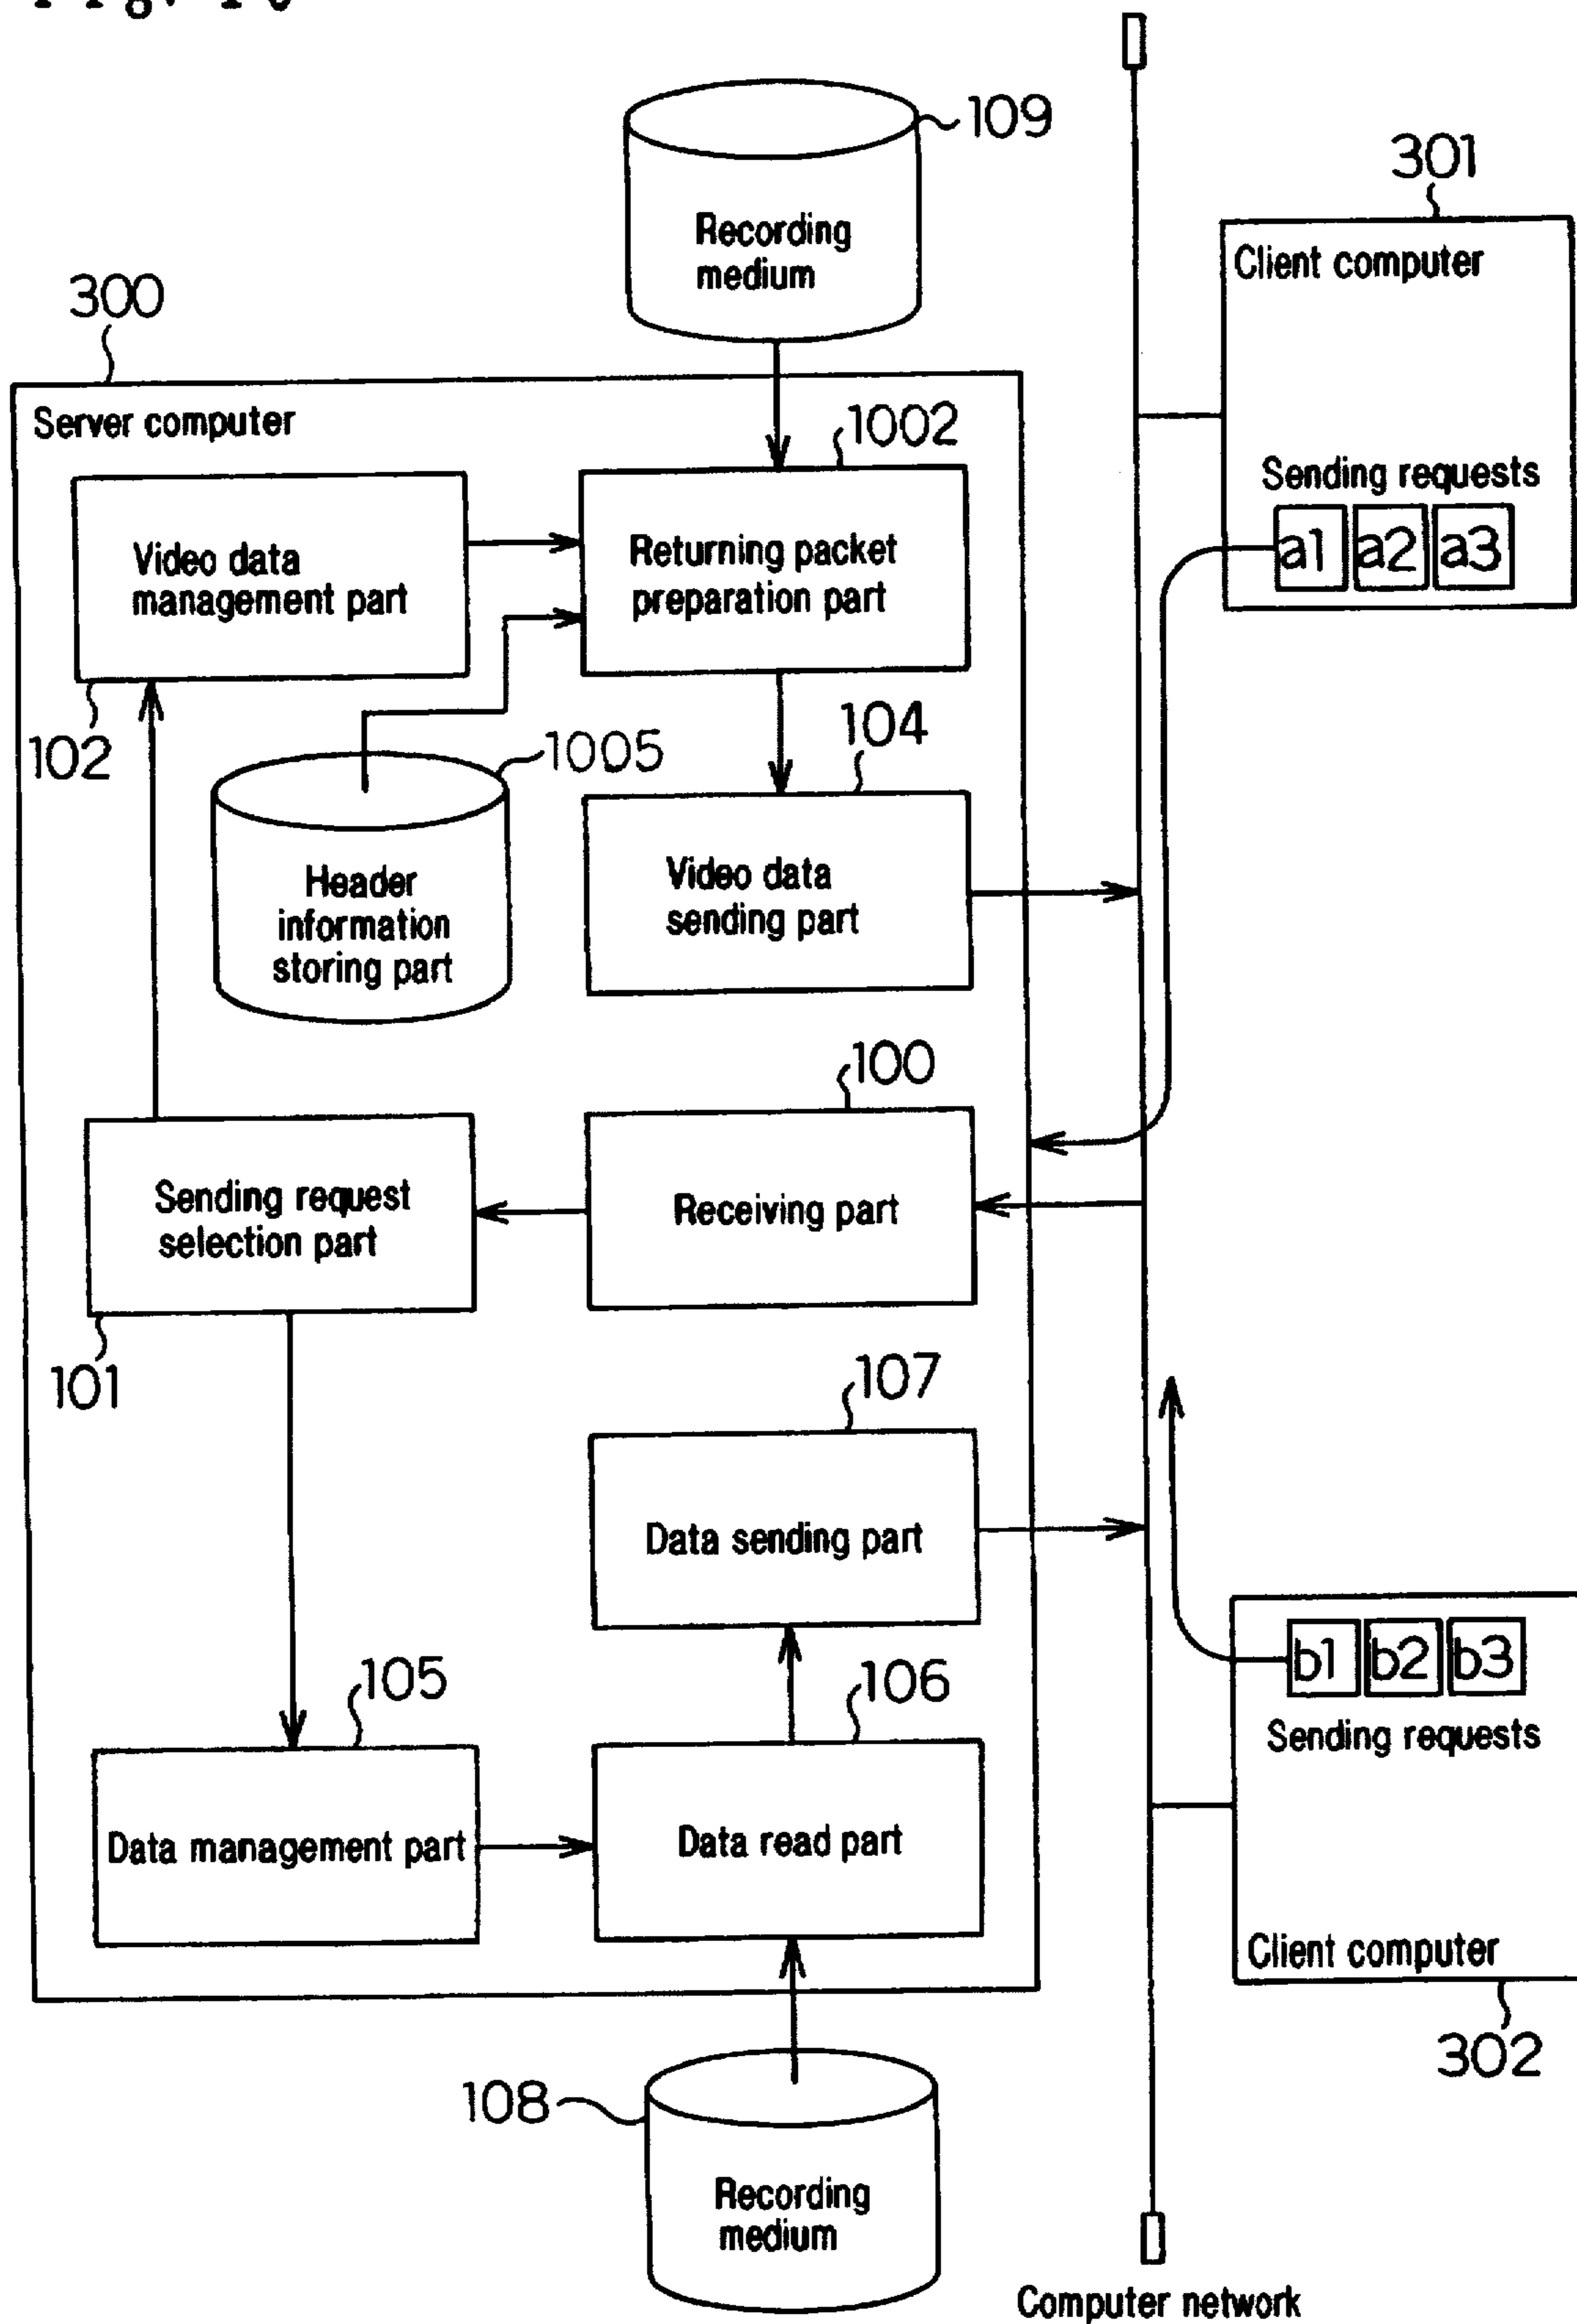 Fig. 10
109
Recording
medium
301
Client computer
Sending requests
a1 a2 a3
300
Server computer
1002
Video data
management part
Returning packet
preparation part
102
1005
104
Header
information
storing part
Video data
sending part
100
Sending request
selection part
Receiving part
101
107
Data sending part
b1 b2 b3
Sending requests
105
106
Data management part
Data read part
Client computer
302
108
Recording
medium
Computer network